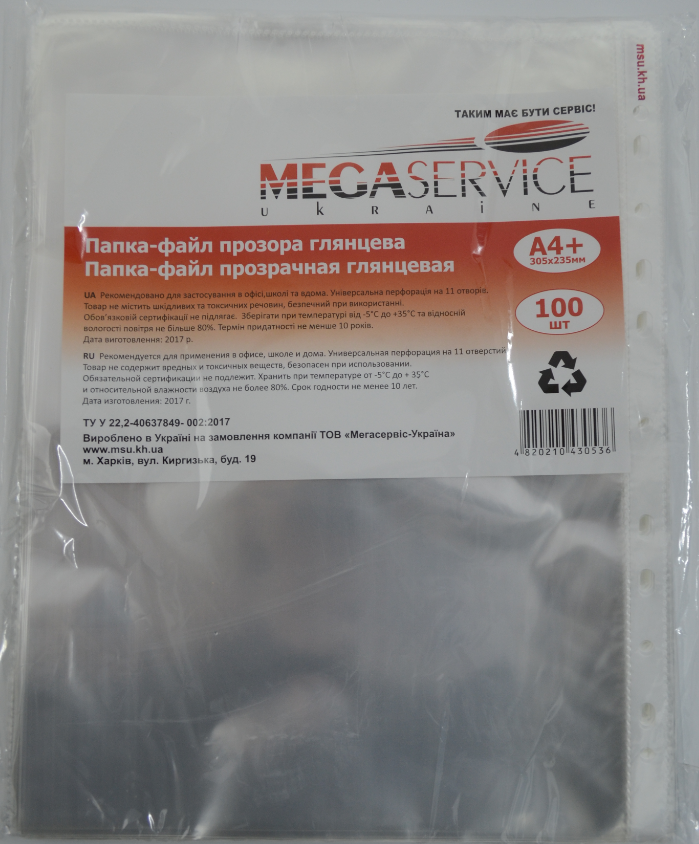 msu.kh.ua
ТАКИМ МАЄ БУТИ СЕРВІС!
MEGASERVICE
UKRAINE
Папка-файл прозора глянцева
Папка-файл прозрачная глянцевая
A4+
305х235мм
100
шт
UA Рекомендовано для застосування в офісі,школі та вдома. Універсальна перфорація на 11 отворів.
Товар не містить шкідливих та токсичних речовин, безпечний при використанні.
Обов'язковій сертифікації не підлягає. Зберігати при температурі від -5°С до +35°С та відносній
вологості повітря не більше 80%. Термін придатності не менше 10 років.
Дата виготовлення: 2017 р.
RU Рекомендуется для применения в офисе, школе и дома. Универсальная перфорация на 11 отверстий
Товар не содержит вредных и токсичных веществ, безопасен при использовании.
Обязательной сертификации не подлежит. Хранить при температуре от -5°С до + 35°С
и относительной влажности воздуха не более 80%. Срок годности не менее 10 лет.
Дата изготовления: 2017 г.
ТУ У 22,2-40637849- 002:2017
Вироблено в Україні на замовлення компанії ТОВ «Мегасервіс-Україна»
www.msu.kh.ua
м. Харків, вул. Киргизька, буд. 19
4820210430536